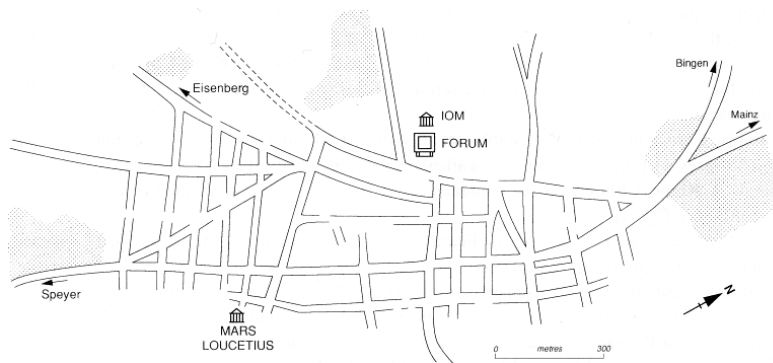 Bingen
Eisenberg
Mainz
IOM
FORUM
Speyer
N
MARS
LOUCETIUS
0 metres 300